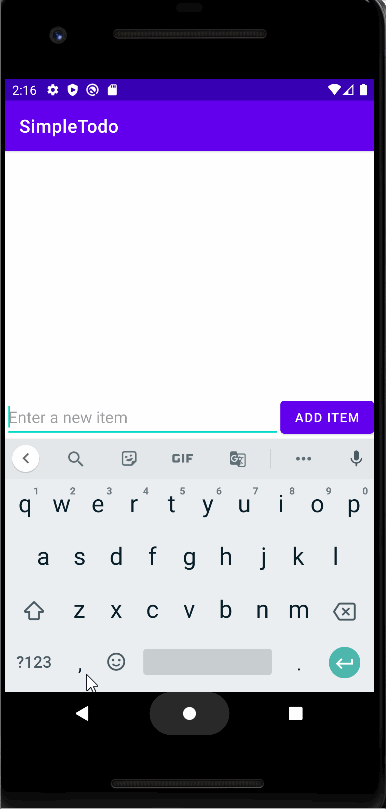 2:16
SimpleTodo
Enter a new item
ADD ITEM
GIF
1 2 3 4 5 6 7 8 9 0
q w e r t y u i o p
a s d f g h j k l
z x c v b n m
?123 , .